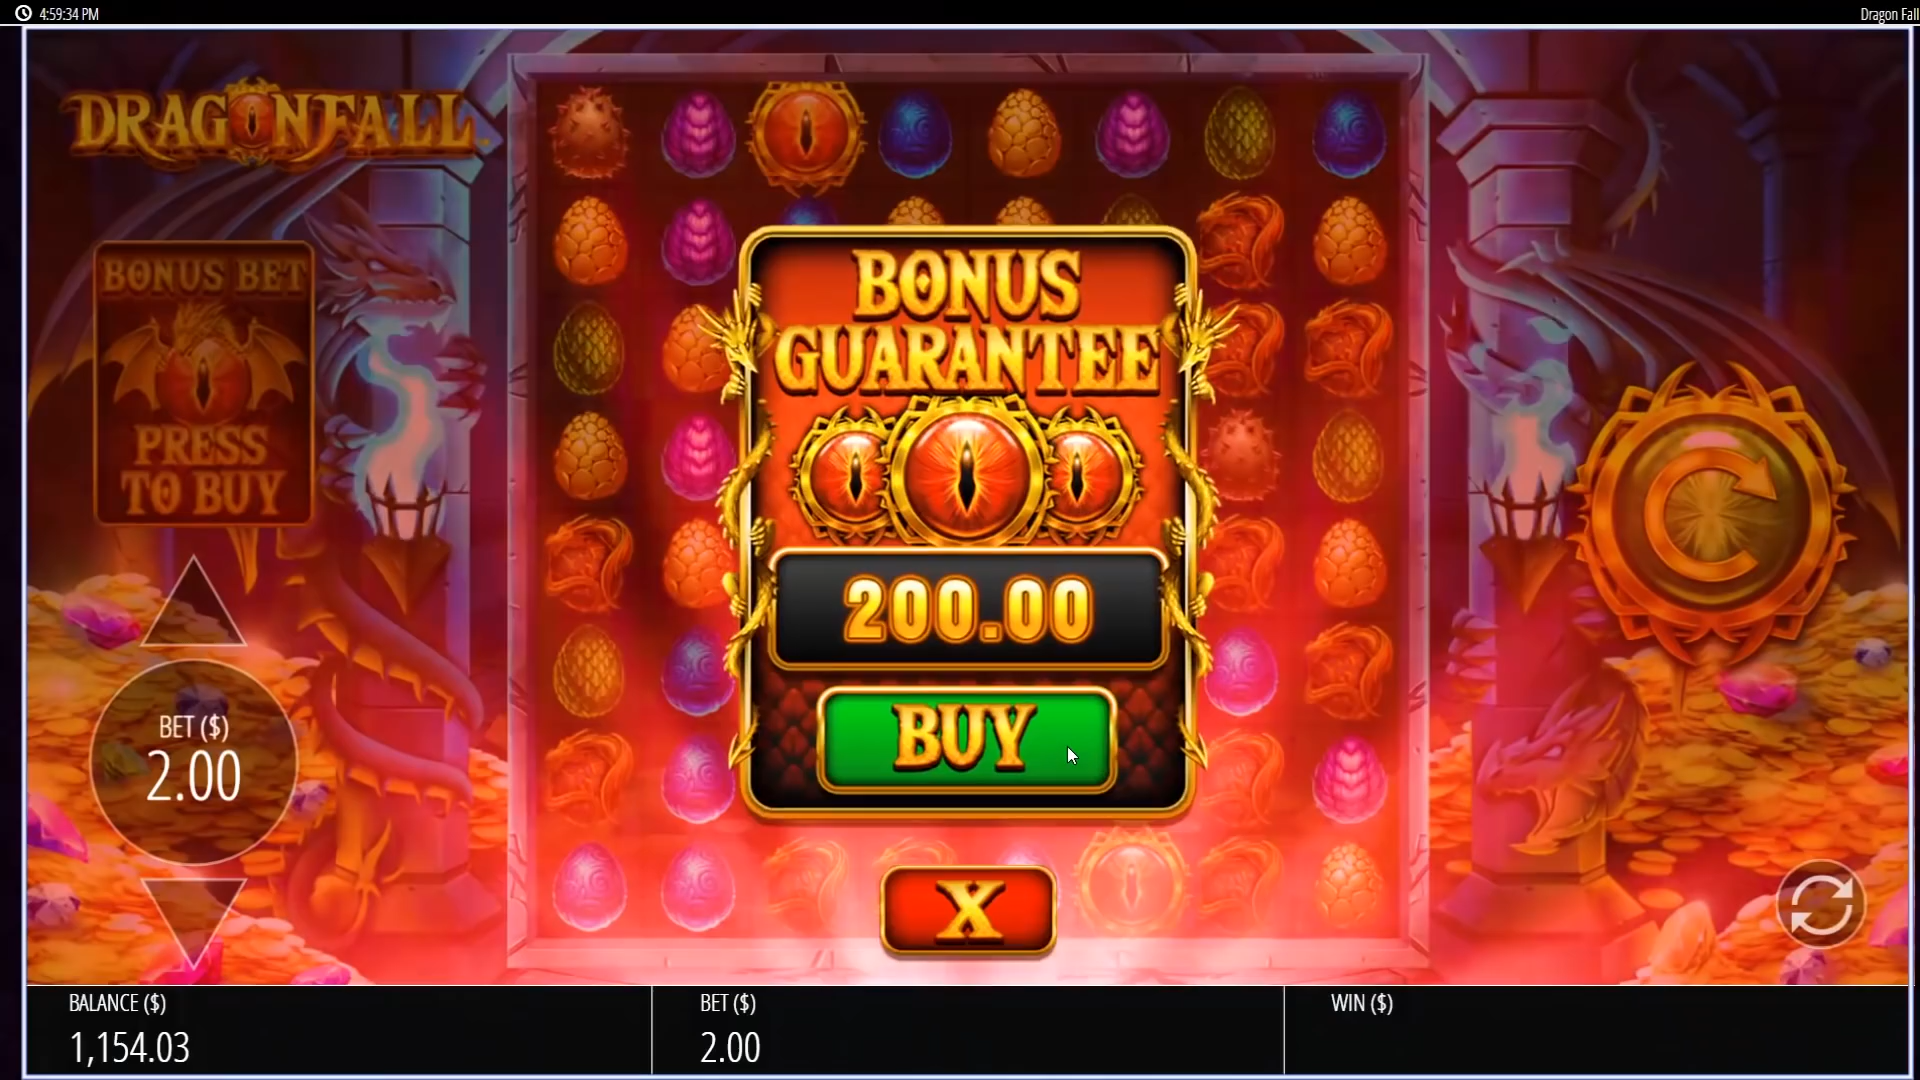 4:59:34 PM
Dragon Fall
DRAGONFALL
BONUS BET
PRESS
TO BUY
BONUS
GUARANTEE
200.00
BUY
X
BET ($)
2.00
BALANCE ($)
1,154.03
BET ($)
2.00
WIN ($)